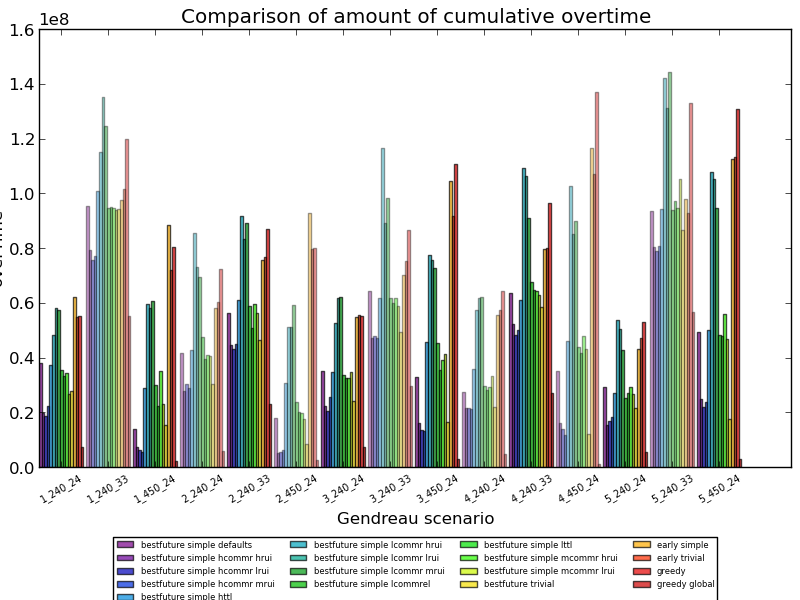 Comparison of amount of cumulative overtime
1e8
1.6
1.4
1.2
1.0
0.8
0.6
0.4
0.2
0.0
1_240_24
1_240_33
1_450_24
2_240_24
2_240_33
2_450_24
3_240_24
3_240_33
3_450_24
4_240_24
4_240_33
4_450_24
5_240_24
5_240_33
5_450_24
Gendreau scenario
bestfuture simple defaults
bestfuture simple hcommr hrui
bestfuture simple hcommr lrui
bestfuture simple hcommr mrui
bestfuture simple httl
bestfuture simple lcommr hrui
bestfuture simple lcommr lrui
bestfuture simple lcommr mrui
bestfuture simple lcommrel
bestfuture simple lttl
bestfuture simple mcommr hrui
bestfuture simple mcommr lrui
bestfuture trivial
early simple
early trivial
greedy
greedy global